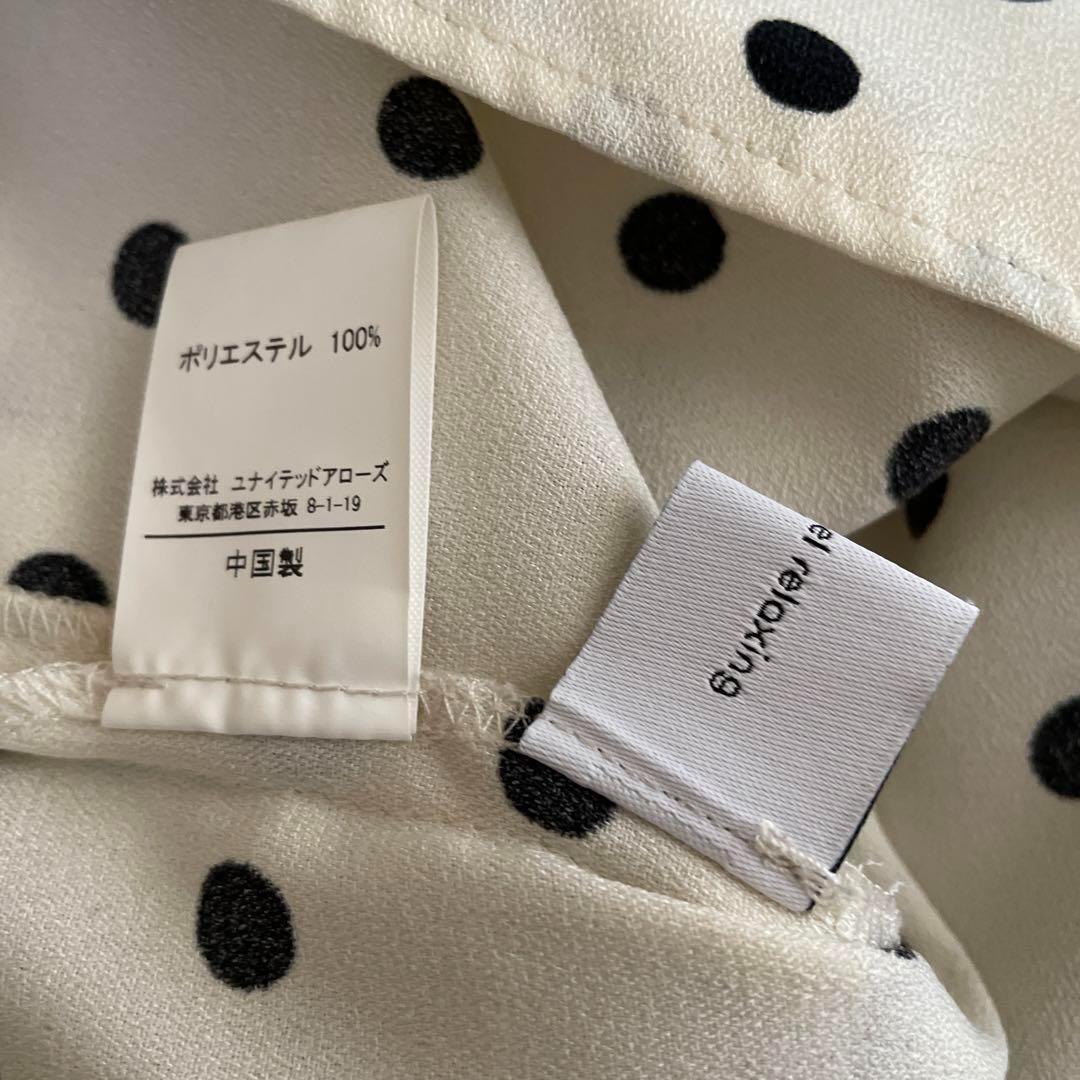 ポリエステル 100%
株式会社 ユナイテッドアローズ
東京都港区赤坂 8-1-19
中国製
el relaxing